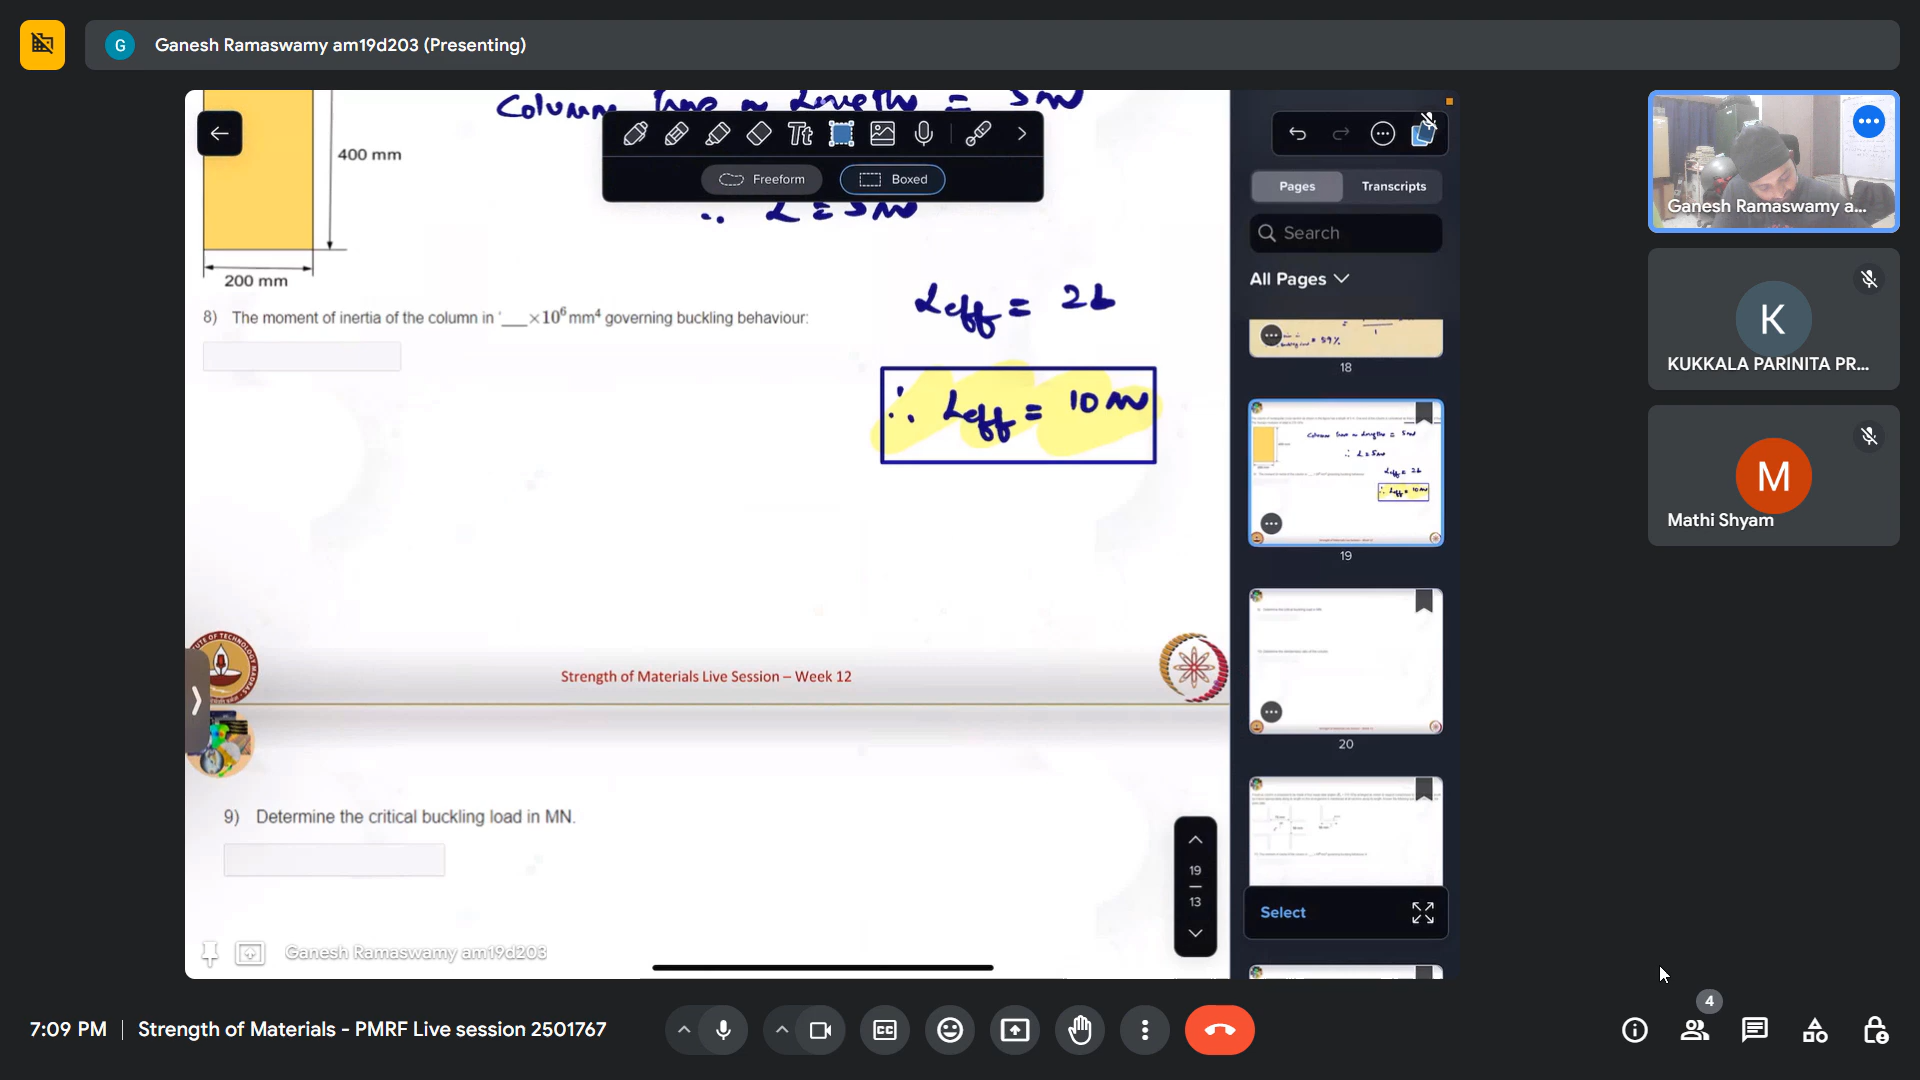 Ganesh Ramaswamy am19d203 (Presenting)
G
Column has a Length = 5m
400 mm
Tt
Freeform
Boxed
∴ L = 5m
200 mm
8) The moment of inertia of the column in '___×10⁶ mm⁴ governing buckling behaviour:
Leff = 2L
∴ Leff = 10 m
Strength of Materials Live Session – Week 12
9) Determine the critical buckling load in MN.
19
13
Ganesh Ramaswamy am19d203
Pages
Transcripts
Search
All Pages
18
19
20
Select
Ganesh Ramaswamy a...
K
KUKKALA PARINITA PR...
M
Mathi Shyam
7:09 PM
Strength of Materials - PMRF Live session 2501767
CC
4